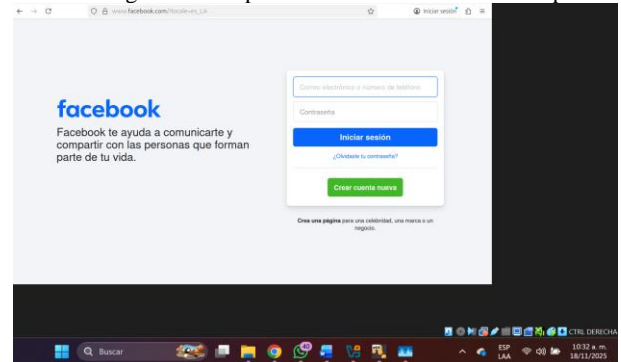 www.facebook.com/?locale=es_LA
Iniciar sesión
Correo electrónico o número de teléfono
Contraseña
Iniciar sesión
¿Olvidaste tu contraseña?
Crear cuenta nueva
Crea una página para una celebridad, una marca o un
negocio.
facebook
Facebook te ayuda a comunicarte y
compartir con las personas que forman
parte de tu vida.
CTRL DERECHA
Buscar
ESP
LAA
10:32 a. m.
18/11/2025